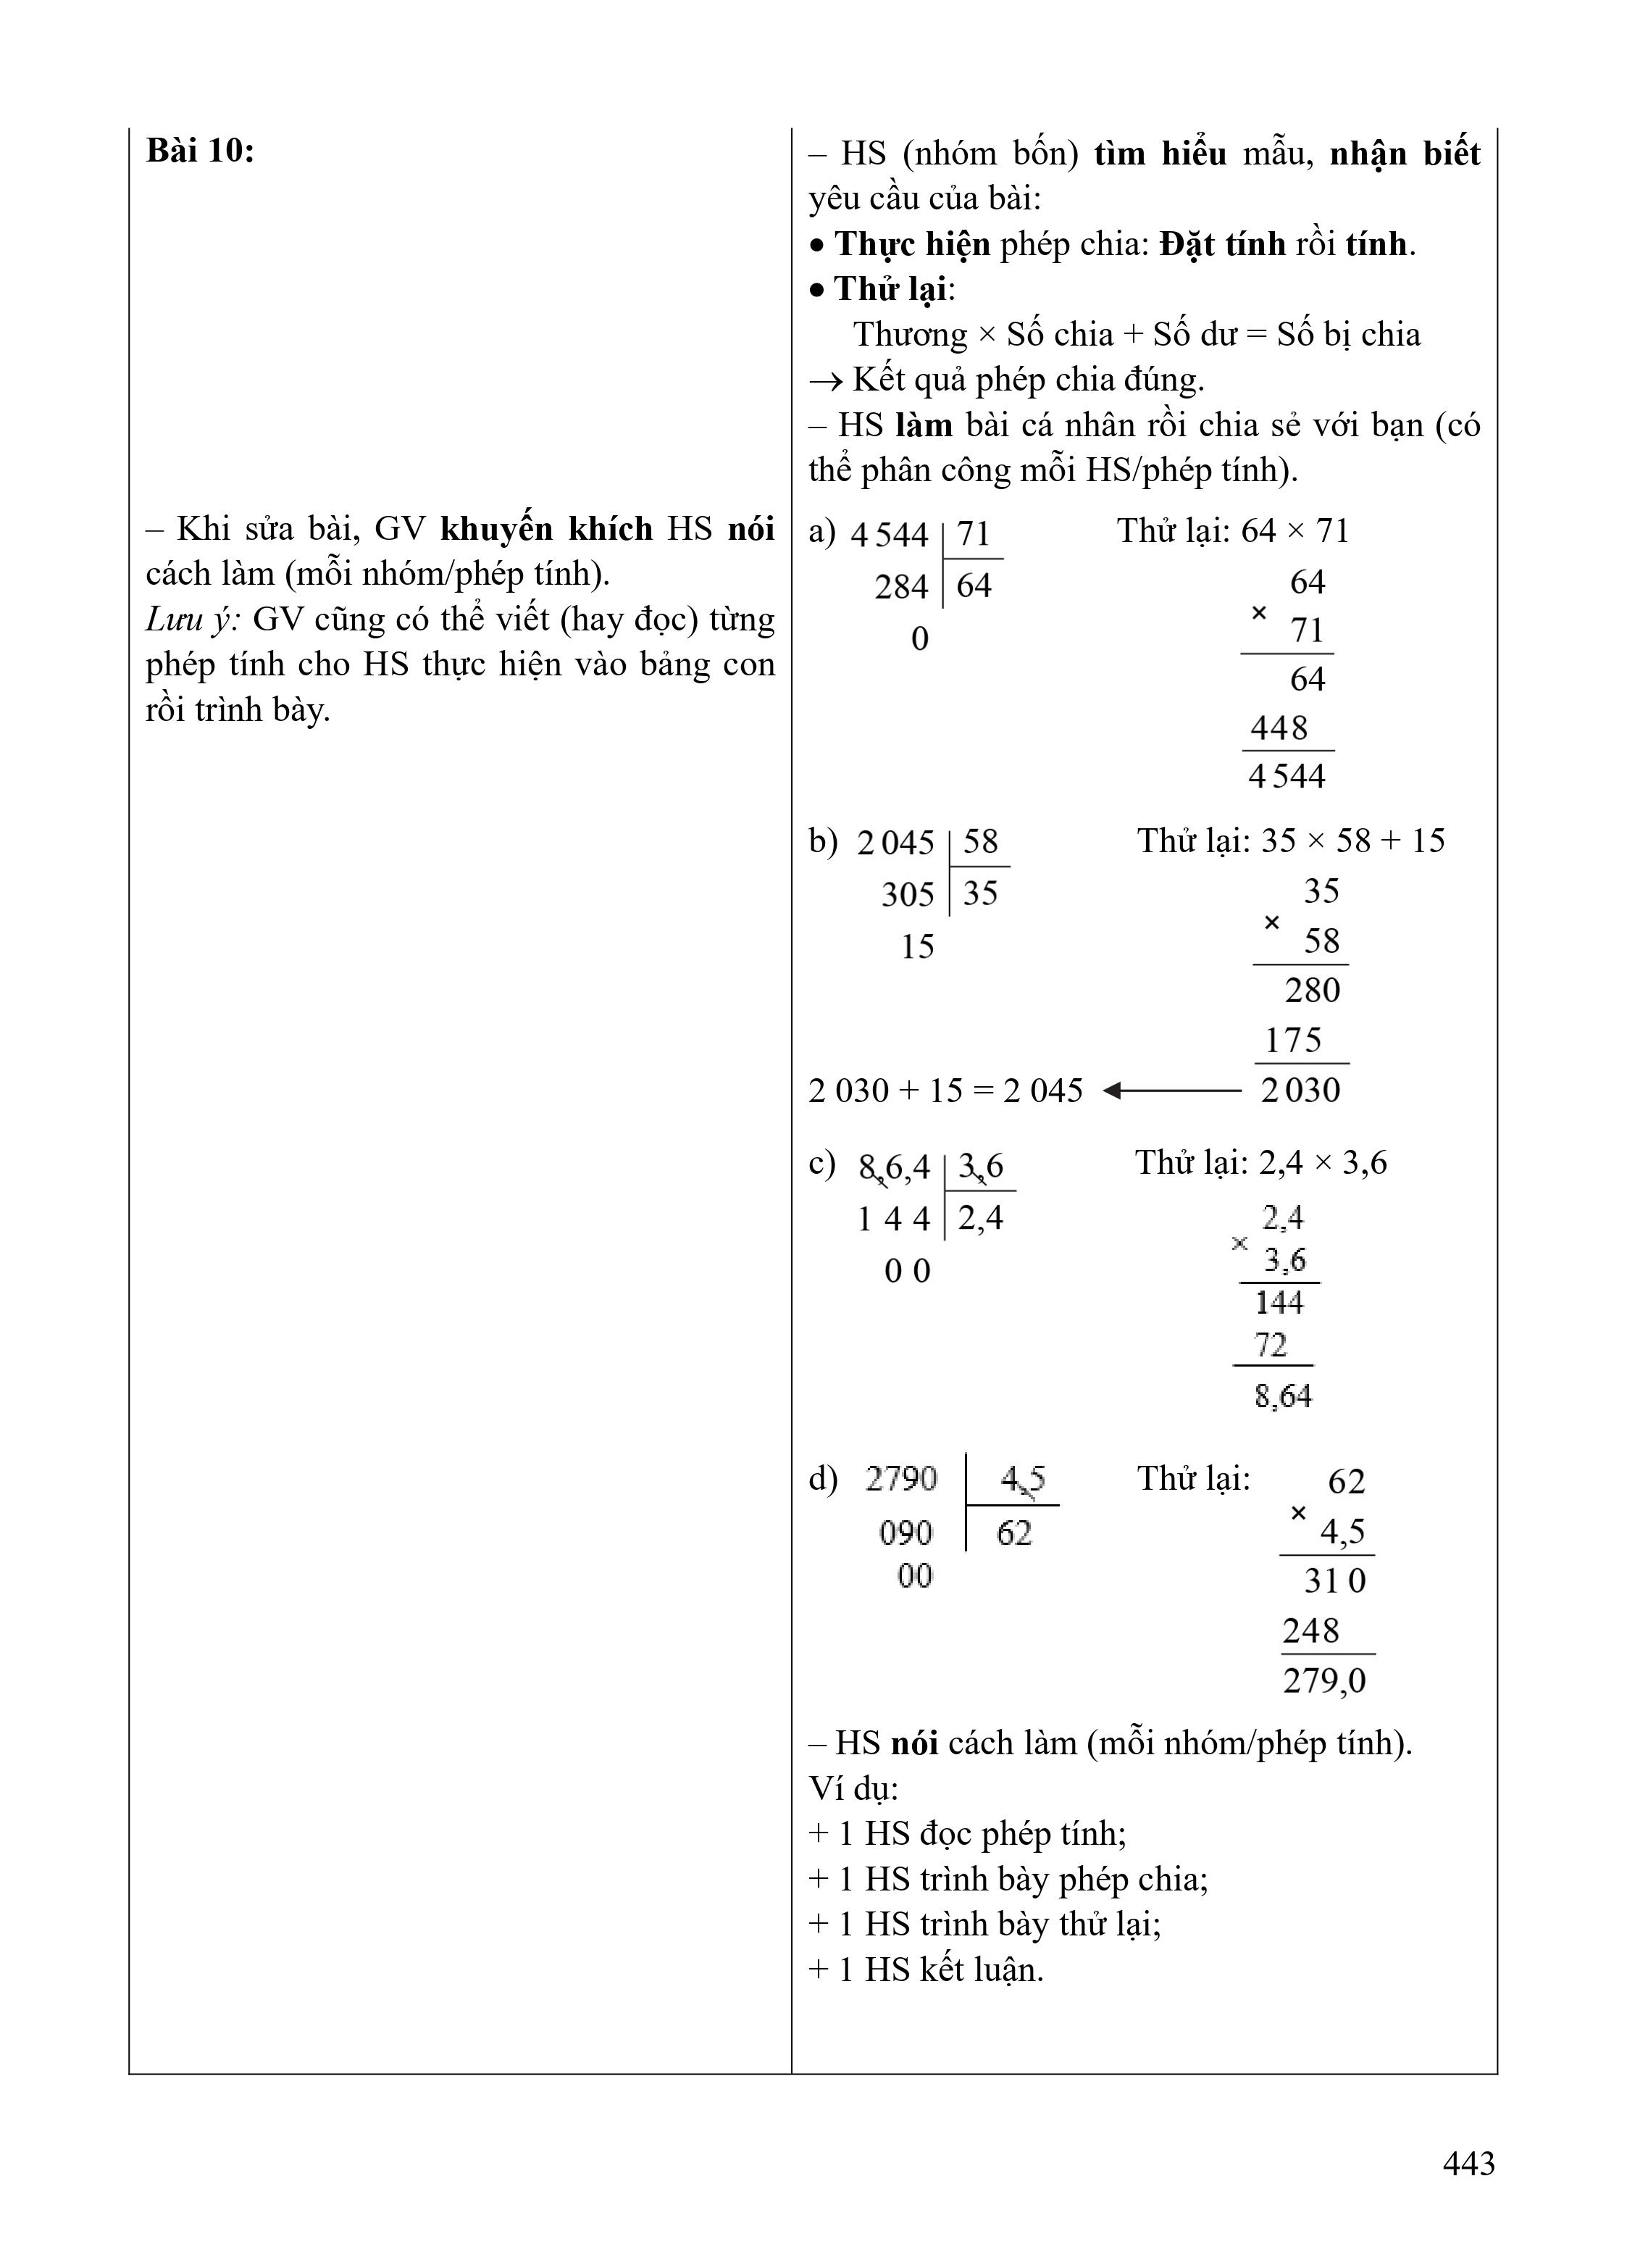 Bài 10:
– Khi sửa bài, GV khuyến khích HS nói
cách làm (mỗi nhóm/phép tính).
Lưu ý: GV cũng có thể viết (hay đọc) từng
phép tính cho HS thực hiện vào bảng con
rồi trình bày.
– HS (nhóm bốn) tìm hiểu mẫu, nhận biết
yêu cầu của bài:
• Thực hiện phép chia: Đặt tính rồi tính.
• Thử lại:
Thương × Số chia + Số dư = Số bị chia
→ Kết quả phép chia đúng.
– HS làm bài cá nhân rồi chia sẻ với bạn (có
thể phân công mỗi HS/phép tính).
a) 4 544 71 Thử lại: 64 × 71
284 64
0
64
×
71
64
448
4 544
b) 2 045 58 Thử lại: 35 × 58 + 15
305 35
15
35
×
58
280
175
2 030 + 15 = 2 045 ← 2 030
c) 8,6,4 3,6 Thử lại: 2,4 × 3,6
1 4 4 2,4
0 0
2,4
×
3,6
144
72
8,64
d) 2790 4,5 Thử lại:
090 62
00
62
×
4,5
31 0
248
279,0
– HS nói cách làm (mỗi nhóm/phép tính).
Ví dụ:
+ 1 HS đọc phép tính;
+ 1 HS trình bày phép chia;
+ 1 HS trình bày thử lại;
+ 1 HS kết luận.
443